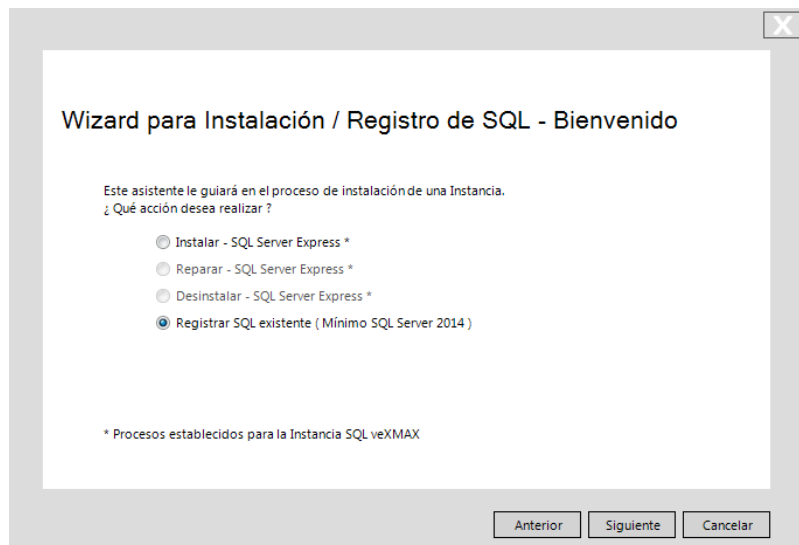 X
Wizard para Instalación / Registro de SQL - Bienvenido
Este asistente le guiará en el proceso de instalación de una Instancia.
¿ Qué acción desea realizar ?
Instalar - SQL Server Express *
Reparar - SQL Server Express *
Desinstalar - SQL Server Express *
Registrar SQL existente ( Mínimo SQL Server 2014 )
* Procesos establecidos para la Instancia SQL veXMAX
Anterior Siguiente Cancelar